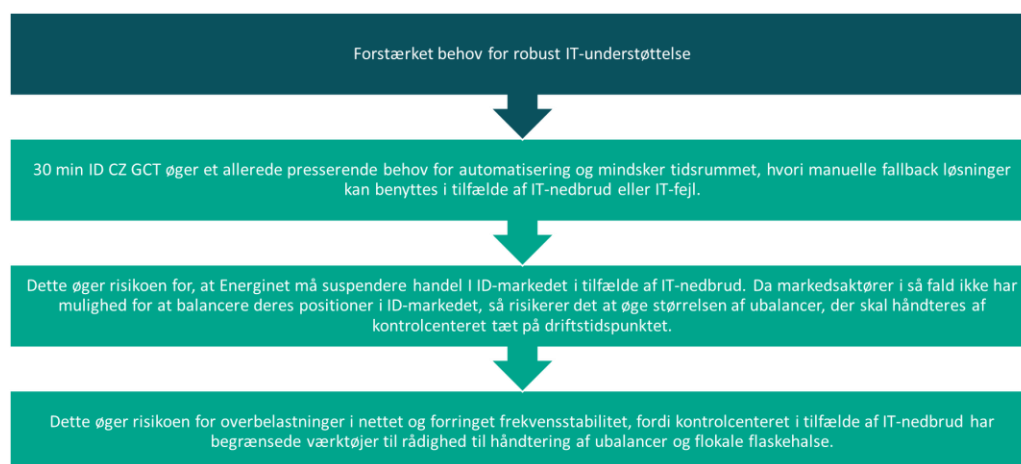 Forstærket behov for robust IT-understøttelse
30 min ID CZ GCT øger et allerede presserende behov for automatisering og mindsker tidsrummet, hvori manuelle fallback løsninger
kan benyttes i tilfælde af IT-nedbrud eller IT-fejl.
Dette øger risikoen for, at Energinet må suspendere handel I ID-markedet i tilfælde af IT-nedbrud. Da markedsaktører i så fald ikke har
mulighed for at balancere deres positioner i ID-markedet, så risikerer det at øge størrelsen af ubalancer, der skal håndteres af
kontrolcenteret tæt på driftstidspunktet.
Dette øger risikoen for overbelastninger i nettet og forringet frekvensstabilitet, fordi kontrolcenteret i tilfælde af IT-nedbrud har
begrænsede værktøjer til rådighed til håndtering af ubalancer og flokale flaskehalse.